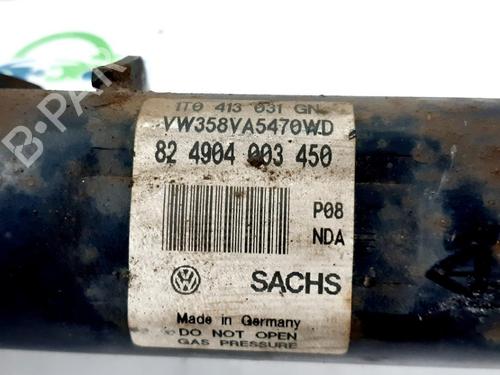 B-PARTS
1T0 413 031 GN
VW358VA5470WD
82 4904 003 450
P08
NDA
SACHS
Made in Germany
DO NOT OPEN
GAS PRESSURE